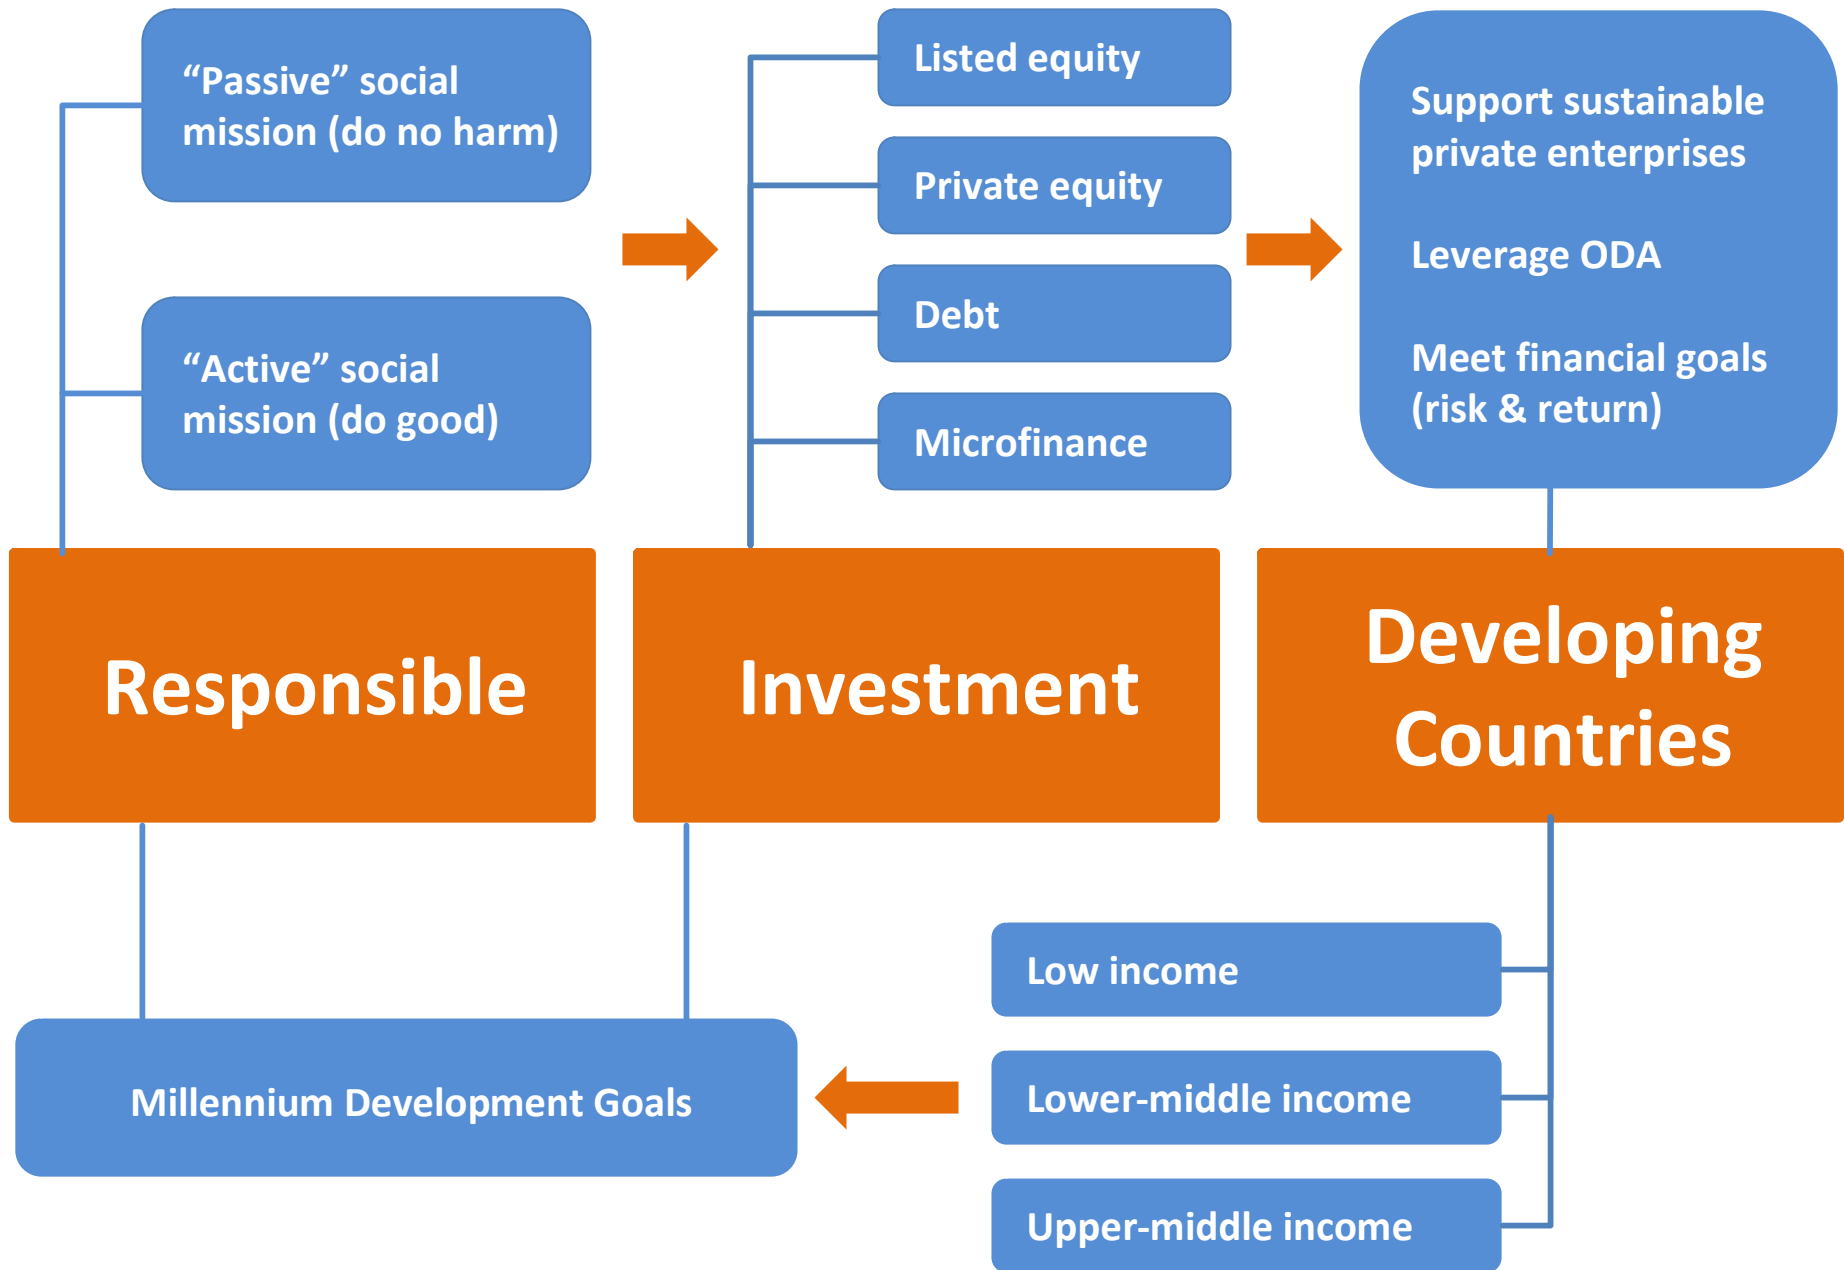 “Passive” social
mission (do no harm)
“Active” social
mission (do good)
Listed equity
Private equity
Debt
Microfinance
Support sustainable
private enterprises
Leverage ODA
Meet financial goals
(risk & return)
Responsible
Investment
Developing
Countries
Millennium Development Goals
Low income
Lower-middle income
Upper-middle income